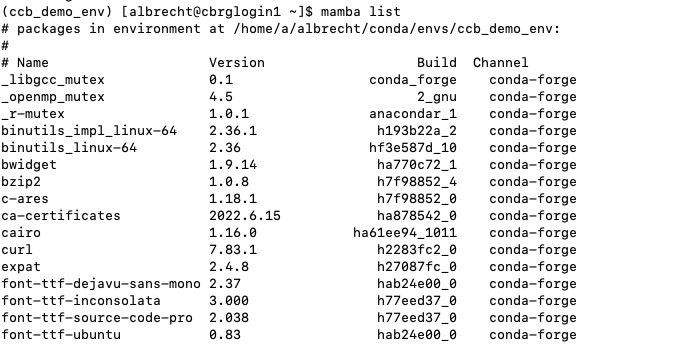 (ccb_demo_env) [albrecht@cbrglogin1 ~]$ mamba list
# packages in environment at /home/a/albrecht/conda/envs/ccb_demo_env:
#
# Name                    Version                   Build  Channel
_libgcc_mutex             0.1                 conda_forge    conda-forge
_openmp_mutex             4.5                       2_gnu    conda-forge
_r-mutex                  1.0.1               anacondar_1    conda-forge
binutils_impl_linux-64    2.36.1               h193b22a_2    conda-forge
binutils_linux-64         2.36                hf3e587d_10    conda-forge
bwidget                   1.9.14               ha770c72_1    conda-forge
bzip2                     1.0.8                h7f98852_4    conda-forge
c-ares                    1.18.1               h7f98852_0    conda-forge
ca-certificates           2022.6.15            ha878542_0    conda-forge
cairo                     1.16.0            ha61ee94_1011    conda-forge
curl                      7.83.1               h2283fc2_0    conda-forge
expat                     2.4.8                h27087fc_0    conda-forge
font-ttf-dejavu-sans-mono 2.37                 hab24e00_0    conda-forge
font-ttf-inconsolata      3.000                h77eed37_0    conda-forge
font-ttf-source-code-pro  2.038                h77eed37_0    conda-forge
font-ttf-ubuntu           0.83                 hab24e00_0    conda-forge